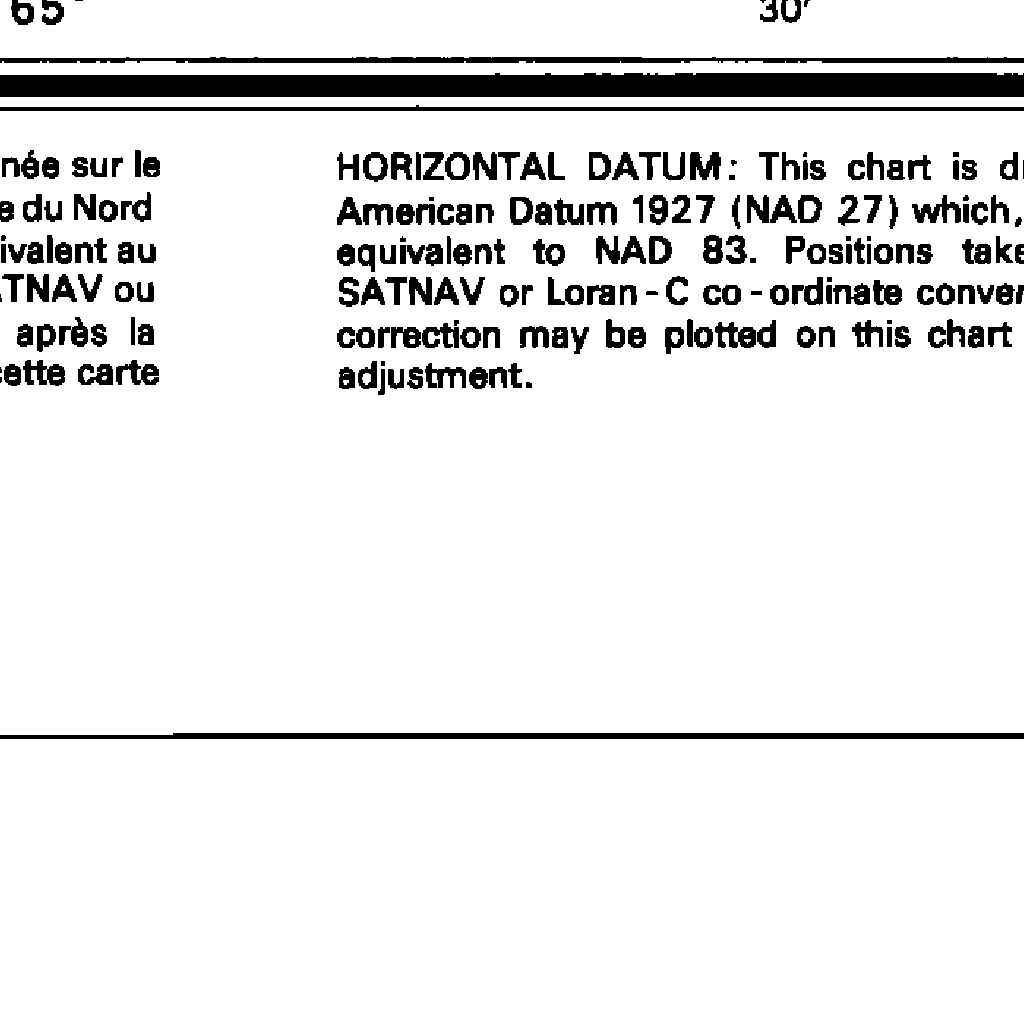 65°
30'
née sur le
e du Nord
ivalent au
ATNAV ou
après la
cette carte
HORIZONTAL DATUM: This chart is dr
American Datum 1927 (NAD 27) which,
equivalent to NAD 83. Positions take
SATNAV or Loran-C co-ordinate conver
correction may be plotted on this chart
adjustment.